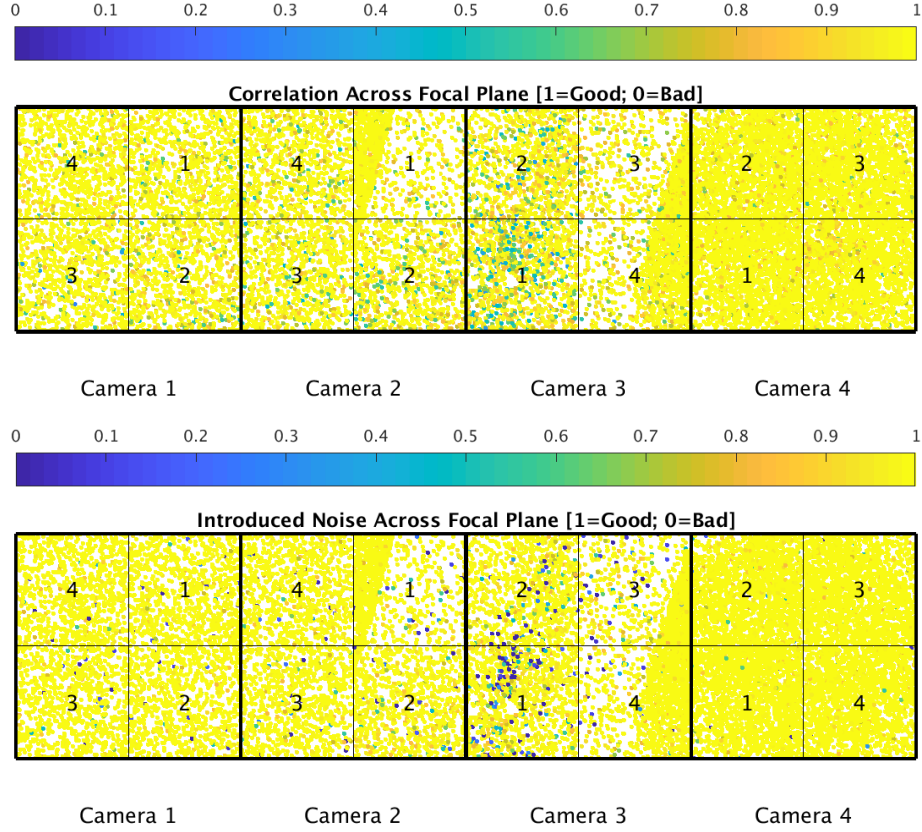 0 0.1 0.2 0.3 0.4 0.5 0.6 0.7 0.8 0.9 1
Correlation Across Focal Plane [1=Good; 0=Bad]
4 1 4 1 2 3 2 3
3 2 3 2 1 4 1 4
Camera 1 Camera 2 Camera 3 Camera 4
0 0.1 0.2 0.3 0.4 0.5 0.6 0.7 0.8 0.9 1
Introduced Noise Across Focal Plane [1=Good; 0=Bad]
4 1 4 1 2 3 2 3
3 2 3 2 1 4 1 4
Camera 1 Camera 2 Camera 3 Camera 4